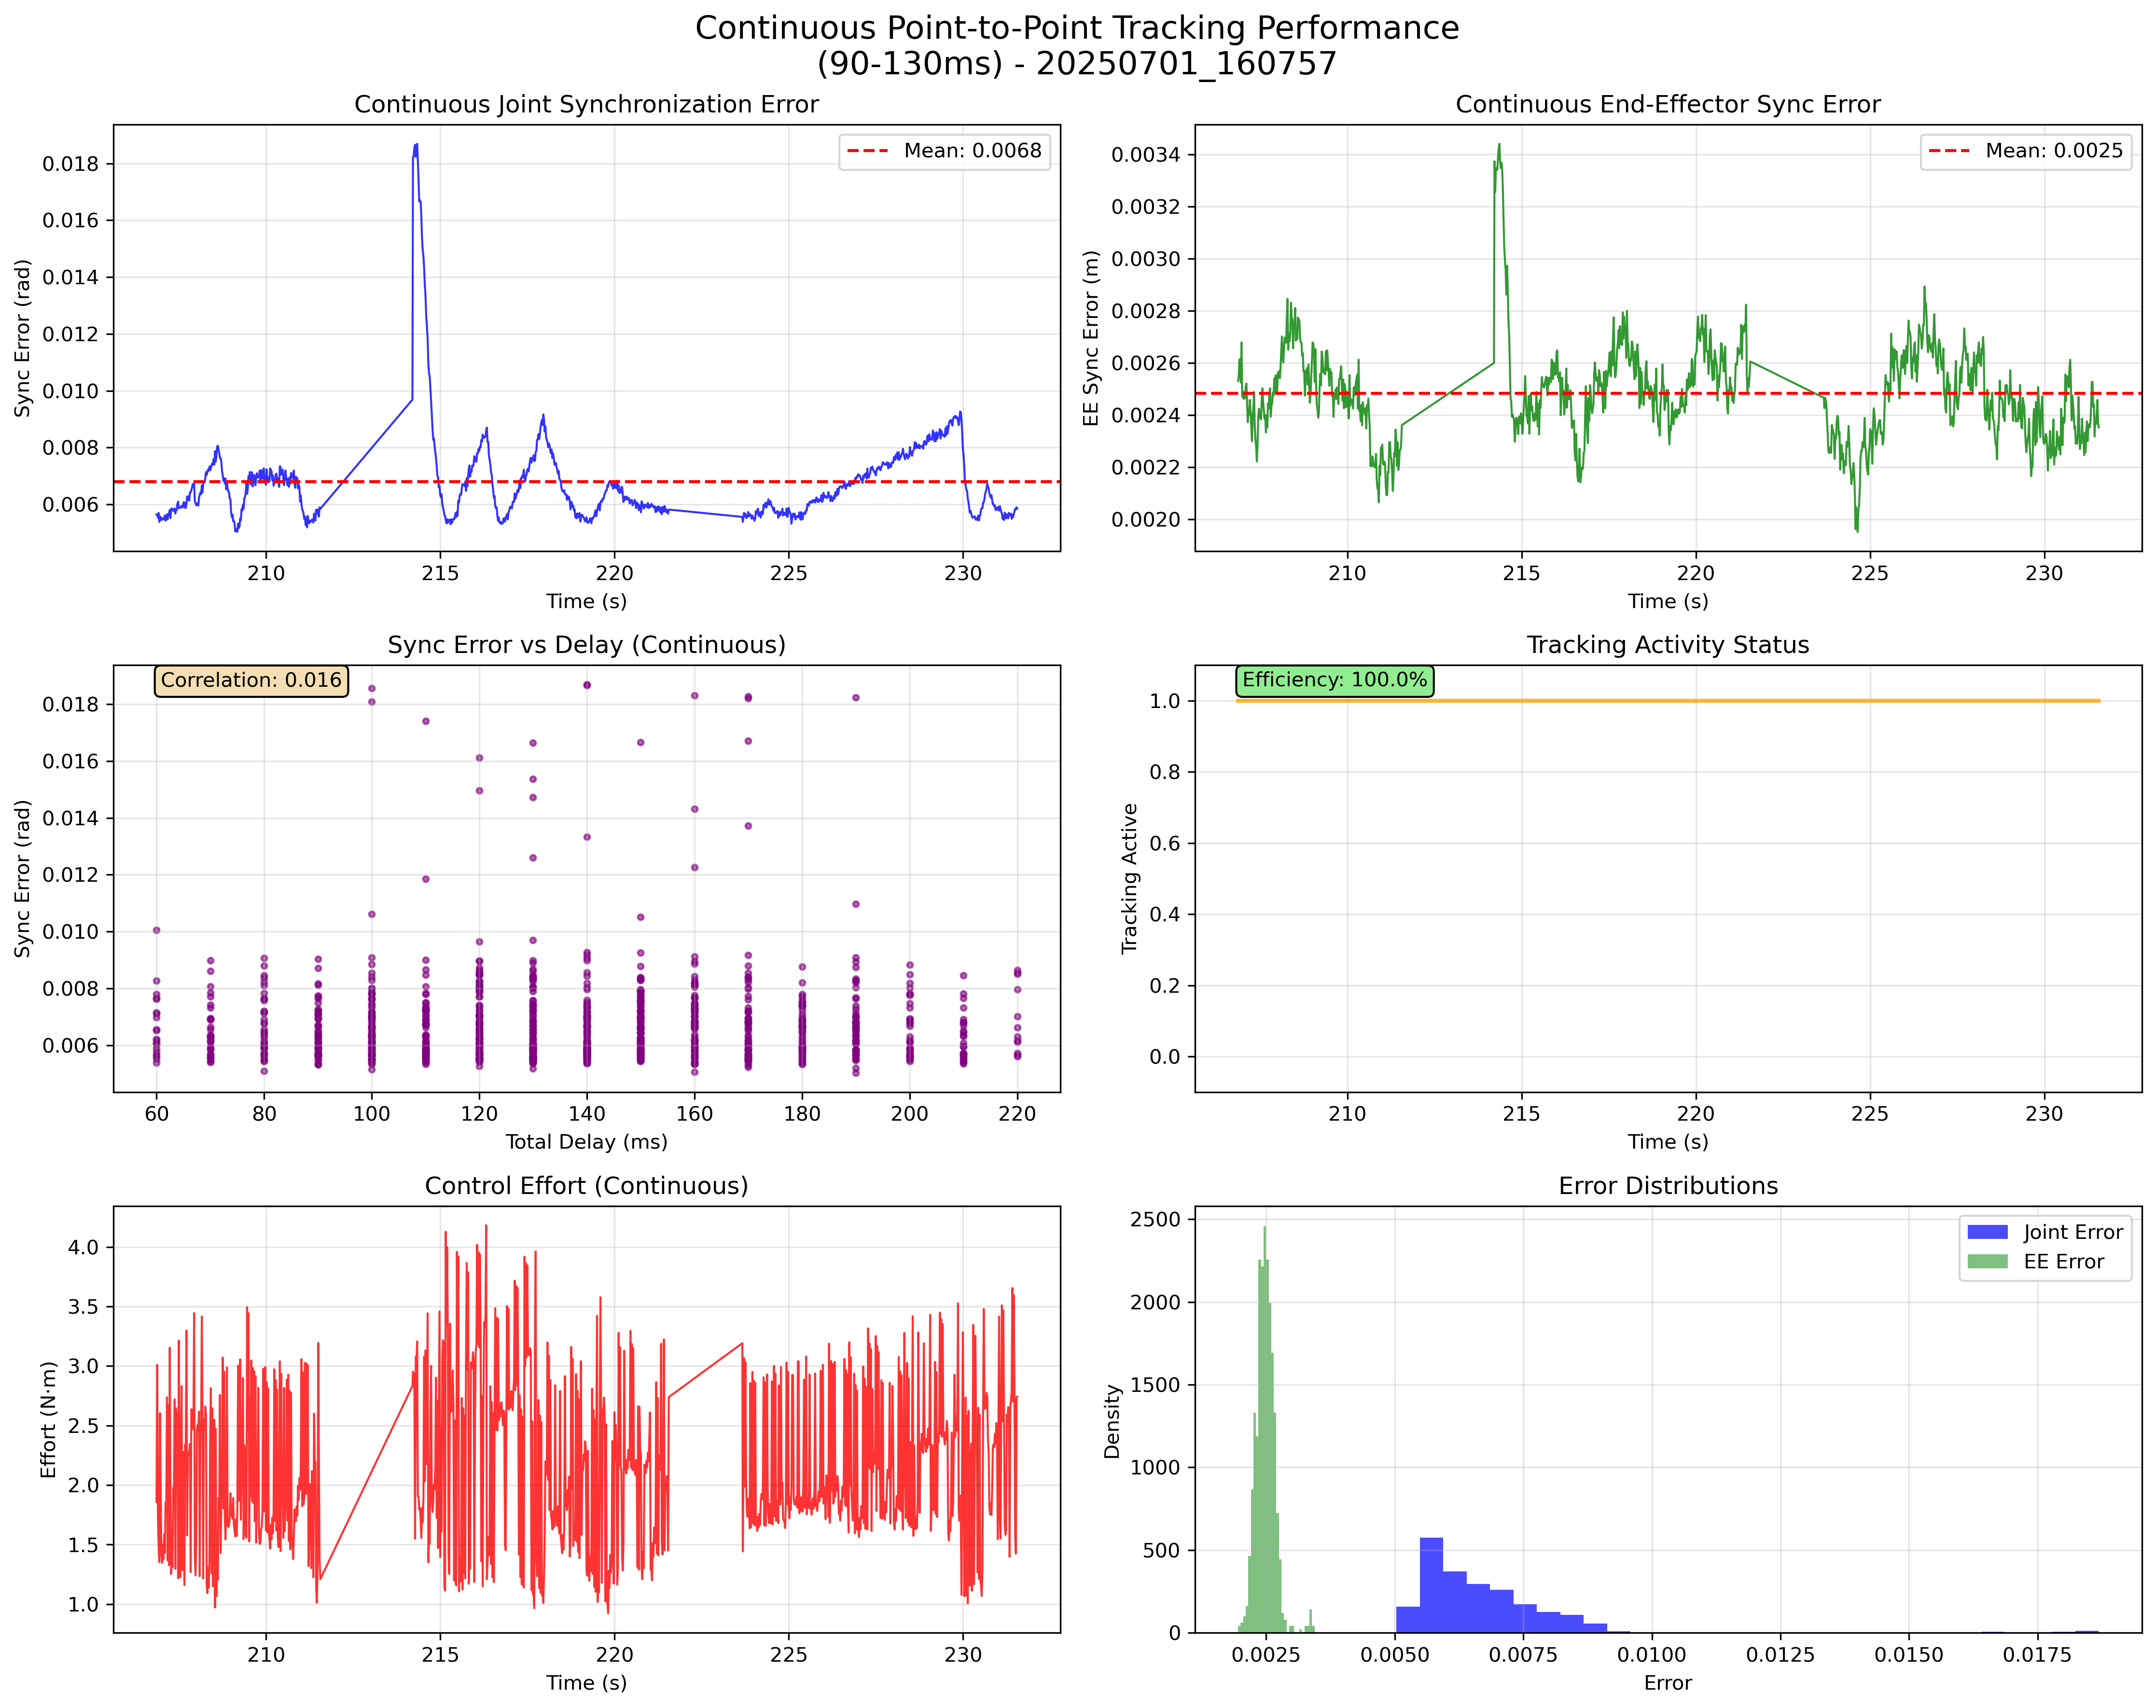 Continuous Point-to-Point Tracking Performance
(90-130ms) - 20250701_160757
Continuous Joint Synchronization Error
Mean: 0.0068
Sync Error (rad)
0.018
0.016
0.014
0.012
0.010
0.008
0.006
210 215 220 225 230
Time (s)
Continuous End-Effector Sync Error
Mean: 0.0025
EE Sync Error (m)
0.0034
0.0032
0.0030
0.0028
0.0026
0.0024
0.0022
0.0020
210 215 220 225 230
Time (s)
Sync Error vs Delay (Continuous)
Correlation: 0.016
Sync Error (rad)
0.018
0.016
0.014
0.012
0.010
0.008
0.006
60 80 100 120 140 160 180 200 220
Total Delay (ms)
Tracking Activity Status
Efficiency: 100.0%
Tracking Active
1.0
0.8
0.6
0.4
0.2
0.0
210 215 220 225 230
Time (s)
Control Effort (Continuous)
Effort (N·m)
4.0
3.5
3.0
2.5
2.0
1.5
1.0
210 215 220 225 230
Time (s)
Error Distributions
Joint Error
EE Error
Density
2500
2000
1500
1000
500
0
0.0025 0.0050 0.0075 0.0100 0.0125 0.0150 0.0175
Error